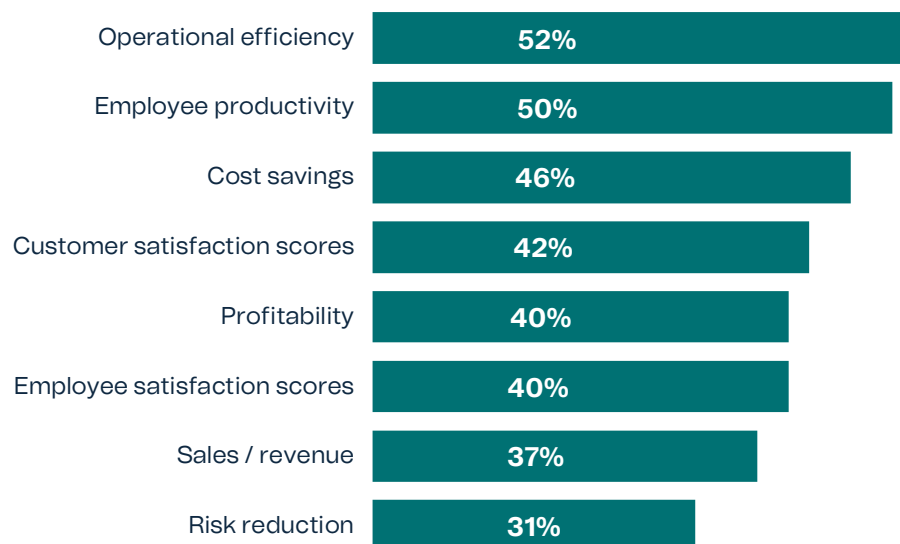 Operational efficiency 52%
Employee productivity 50%
Cost savings 46%
Customer satisfaction scores 42%
Profitability 40%
Employee satisfaction scores 40%
Sales / revenue 37%
Risk reduction 31%